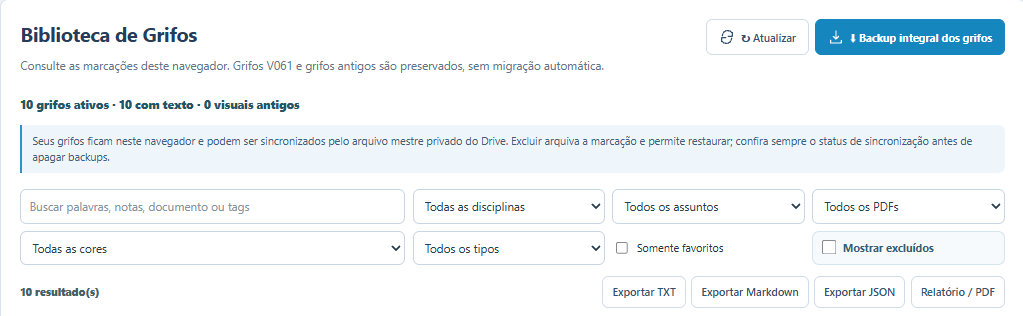 Biblioteca de Grifos
↻ Atualizar
⬇ Backup integral dos grifos
Consulte as marcações deste navegador. Grifos V061 e grifos antigos são preservados, sem migração automática.
10 grifos ativos · 10 com texto · 0 visuais antigos
Seus grifos ficam neste navegador e podem ser sincronizados pelo arquivo mestre privado do Drive. Excluir arquiva a marcação e permite restaurar; confira sempre o status de sincronização antes de
apagar backups.
Buscar palavras, notas, documento ou tags
Todas as disciplinas
Todos os assuntos
Todos os PDFs
Todas as cores
Todos os tipos
Somente favoritos
Mostrar excluídos
10 resultado(s)
Exportar TXT
Exportar Markdown
Exportar JSON
Relatório / PDF